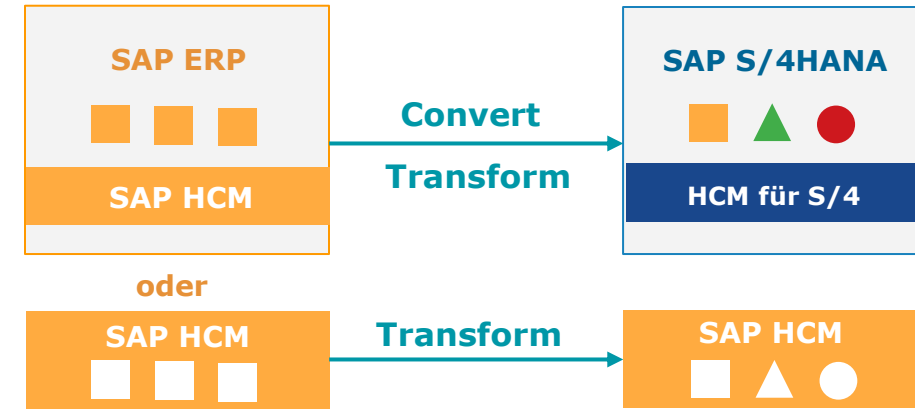 SAP ERP
SAP HCM
Convert
Transform
SAP S/4HANA
HCM für S/4
oder
SAP HCM
Transform
SAP HCM